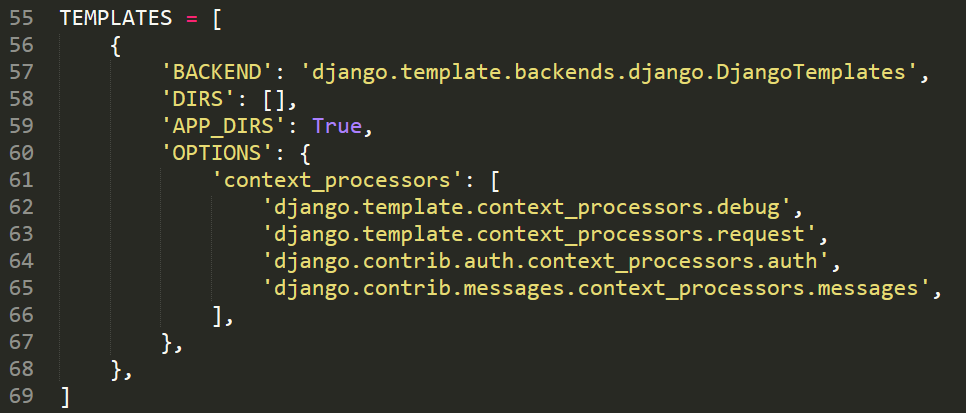 55 TEMPLATES = [
56     {
57         'BACKEND': 'django.template.backends.django.DjangoTemplates',
58         'DIRS': [],
59         'APP_DIRS': True,
60         'OPTIONS': {
61             'context_processors': [
62                 'django.template.context_processors.debug',
63                 'django.template.context_processors.request',
64                 'django.contrib.auth.context_processors.auth',
65                 'django.contrib.messages.context_processors.messages',
66             ],
67         },
68     },
69 ]